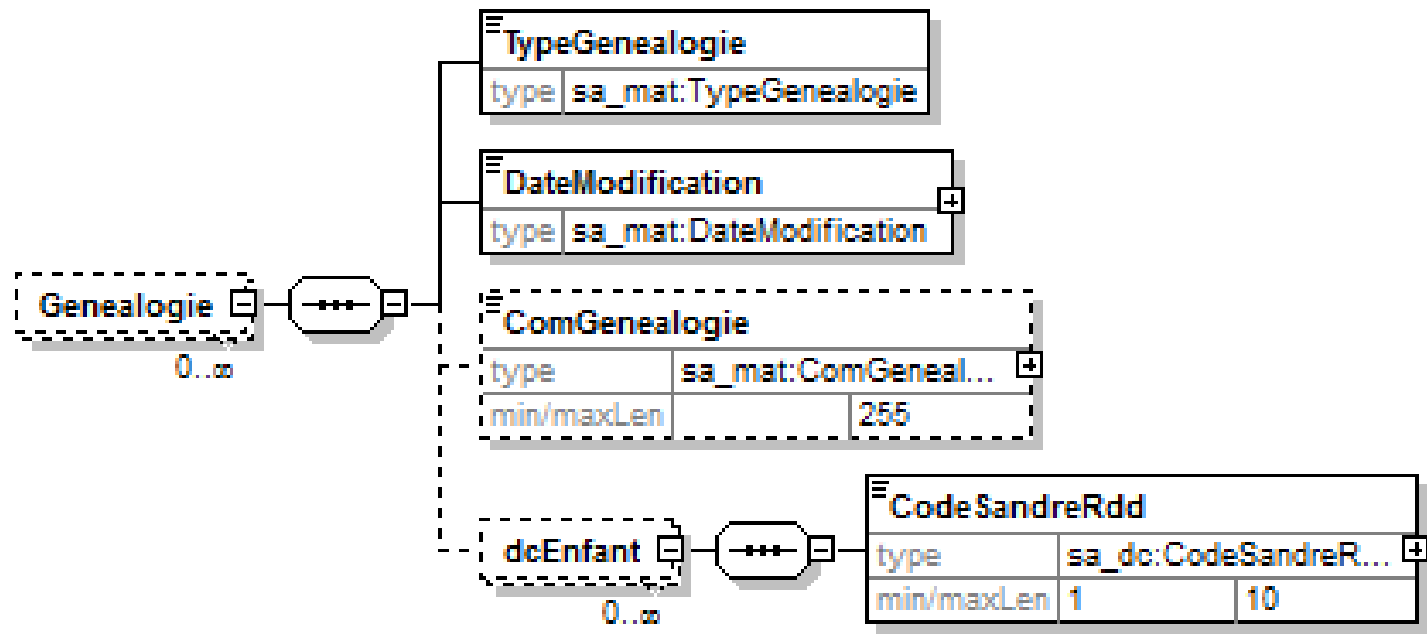 TypeGenealogie
type sa_mat:TypeGenealogie
DateModification
type sa_mat:DateModification
Genealogie
0..∞
ComGenealogie
type sa_mat:ComGeneal...
min/maxLen 255
dcEnfant
0..∞
CodeSandreRdd
type sa_dc:CodeSandreR...
min/maxLen 1 10